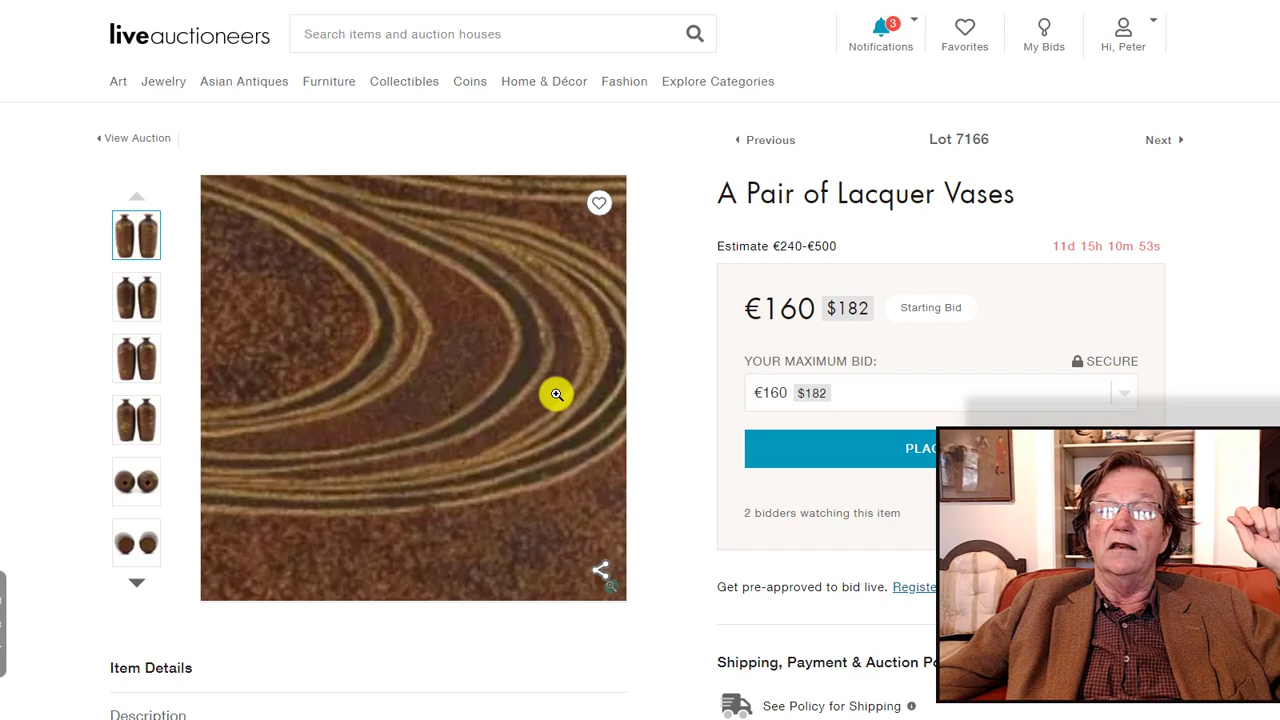 liveauctioneers
Search items and auction houses
3
Notifications
Favorites
My Bids
Hi, Peter
Art Jewelry Asian Antiques Furniture Collectibles Coins Home & Décor Fashion Explore Categories
View Auction
Previous
Lot 7166
Next
A Pair of Lacquer Vases
Estimate €240-€500
11d 15h 10m 53s
€160 $182 Starting Bid
YOUR MAXIMUM BID:
SECURE
€160 $182
PLAC
2 bidders watching this item
Get pre-approved to bid live. Registe
Item Details
Shipping, Payment & Auction Po
See Policy for Shipping
Description